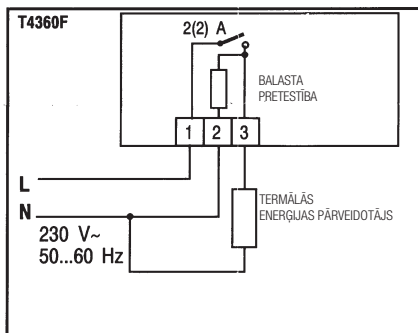 T4360F
2(2) A
BALASTA
PRETESTĪBA
1 2 3
L
TERMĀLĀS
ENERĢIJAS PĀRVEIDOTĀJS
N
230 V~
50...60 Hz